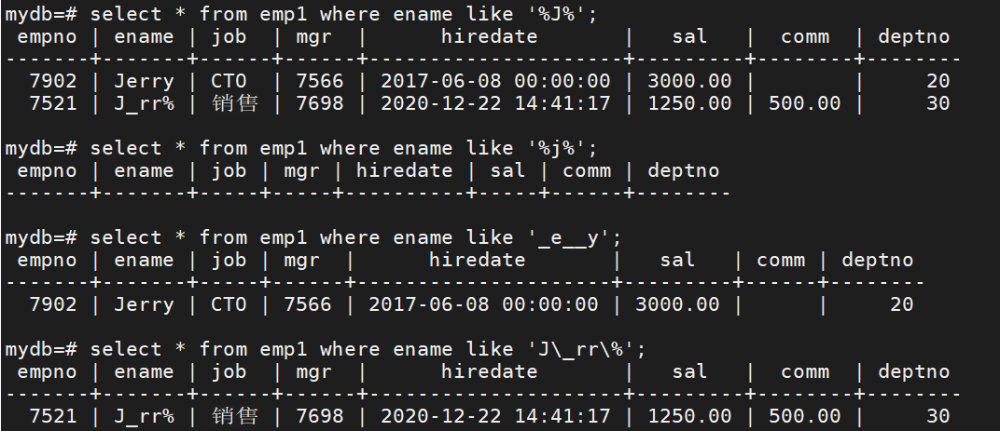 mydb=# select * from emp1 where ename like '%J%';
 empno | ename | job  | mgr  |      hiredate       |   sal   |  comm  | deptno
-------+-------+------+------+---------------------+---------+--------+--------
  7902 | Jerry | CTO  | 7566 | 2017-06-08 00:00:00 | 3000.00 |        |     20
  7521 | J_rr% | 销售 | 7698 | 2020-12-22 14:41:17 | 1250.00 | 500.00 |     30
mydb=# select * from emp1 where ename like '%j%';
 empno | ename | job | mgr | hiredate | sal | comm | deptno
-------+-------+-----+-----+----------+-----+------+--------
mydb=# select * from emp1 where ename like '_e__y';
 empno | ename | job | mgr  |      hiredate       |   sal   | comm | deptno
-------+-------+-----+------+---------------------+---------+------+--------
  7902 | Jerry | CTO | 7566 | 2017-06-08 00:00:00 | 3000.00 |      |     20
mydb=# select * from emp1 where ename like 'J\_rr\%';
 empno | ename | job  | mgr  |      hiredate       |   sal   |  comm  | deptno
-------+-------+------+------+---------------------+---------+--------+--------
  7521 | J_rr% | 销售 | 7698 | 2020-12-22 14:41:17 | 1250.00 | 500.00 |     30